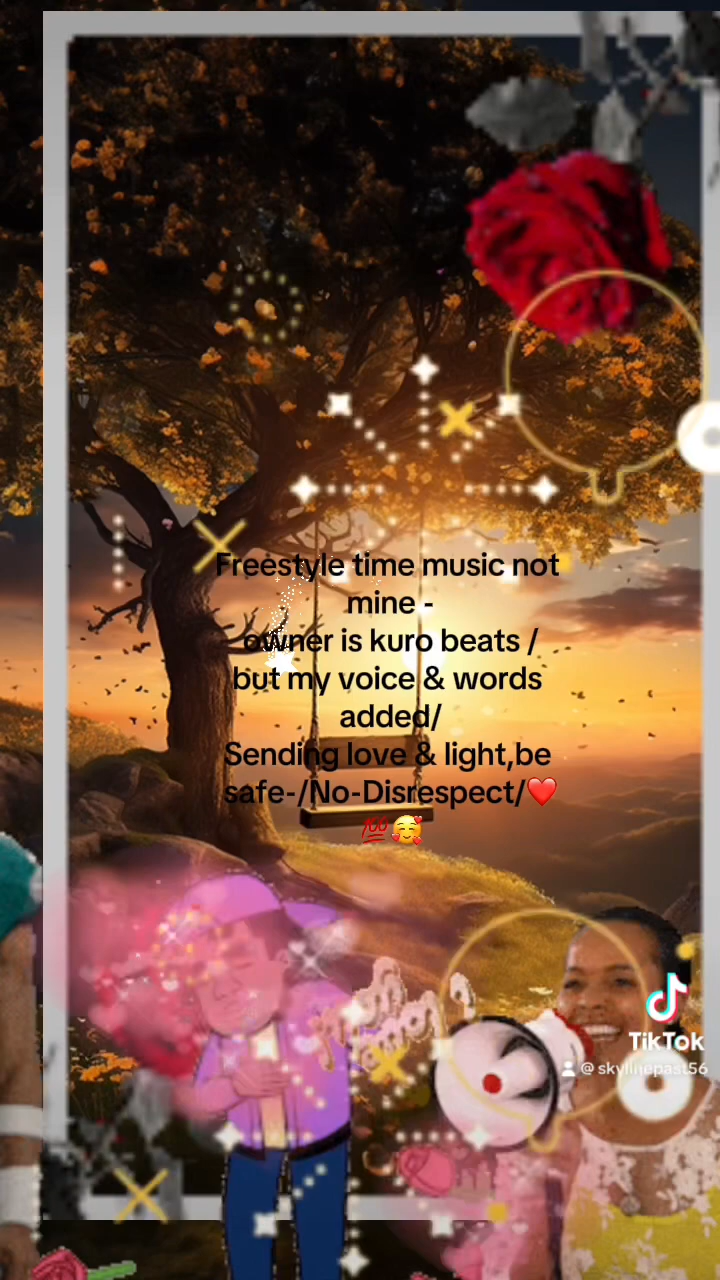 Freestyle time music not
mine -
owner is kuro beats /
but my voice & words
added/
Sending love & light,be
safe-/No-Disrespect/❤️
💯🥰
TikTok
@skylinepast56